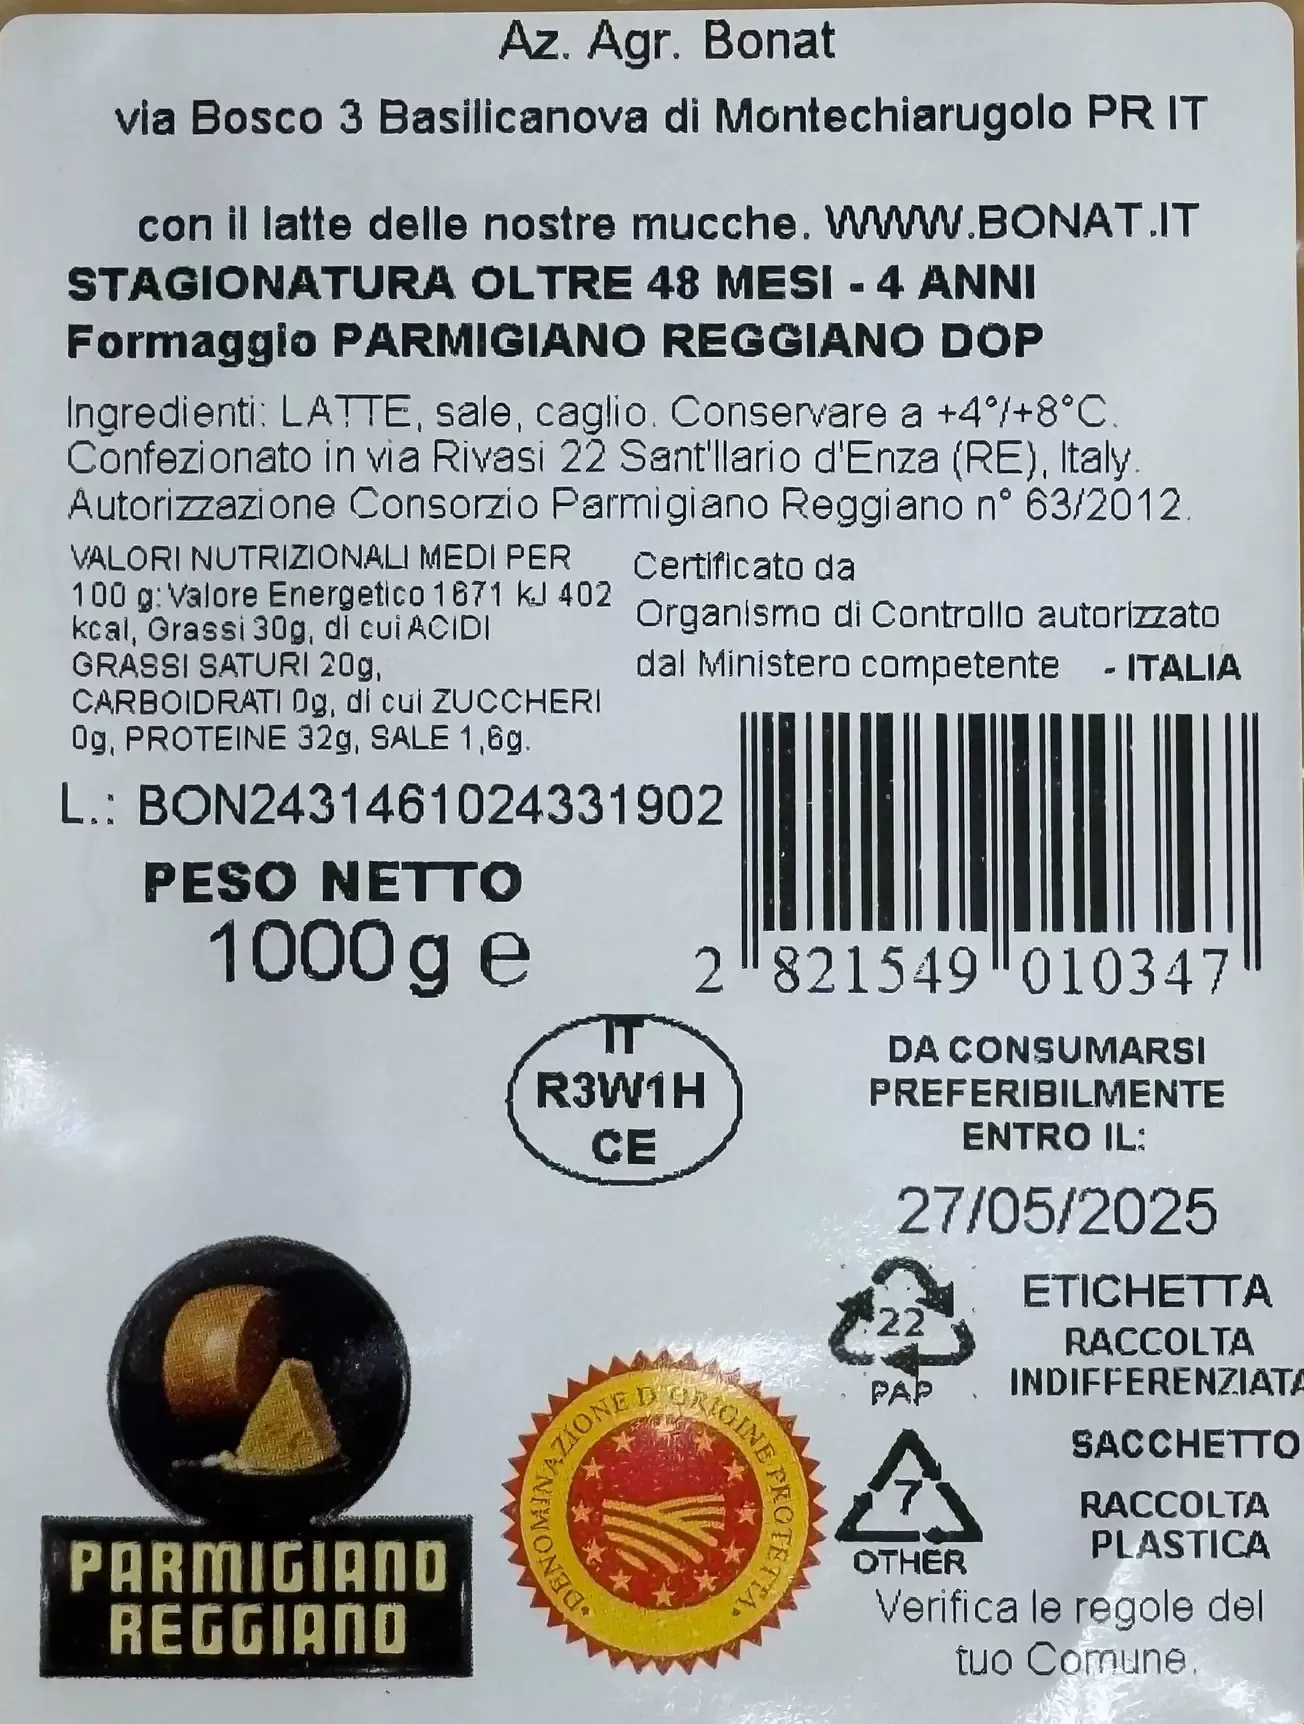 Az. Agr. Bonat
via Bosco 3 Basilicanova di Montechiarugolo PR IT
con il latte delle nostre mucche. WWW.BONAT.IT
STAGIONATURA OLTRE 48 MESI - 4 ANNI
Formaggio PARMIGIANO REGGIANO DOP
Ingredienti: LATTE, sale, caglio. Conservare a +4°/+8°C.
Confezionato in via Rivasi 22 Sant'Ilario d'Enza (RE), Italy.
Autorizzazione Consorzio Parmigiano Reggiano n° 63/2012.
VALORI NUTRIZIONALI MEDI PER
100 g: Valore Energetico 1671 kJ 402
kcal, Grassi 30g, di cui ACIDI
GRASSI SATURI 20g,
CARBOIDRATI 0g, di cui ZUCCHERI
0g, PROTEINE 32g, SALE 1,6g.
Certificato da
Organismo di Controllo autorizzato
dal Ministero competente - ITALIA
L.: BON2431461024331902
PESO NETTO
1000g e
2 821549 010347
IT
R3W1H
CE
DA CONSUMARSI
PREFERIBILMENTE
ENTRO IL:
27/05/2025
22
PAP
ETICHETTA
RACCOLTA
INDIFFERENZIATA
7
OTHER
SACCHETTO
RACCOLTA
PLASTICA
Verifica le regole del
tuo Comune.
PARMIGIANO
REGGIANO
DENOMINAZIONE D'ORIGINE PROTETTA